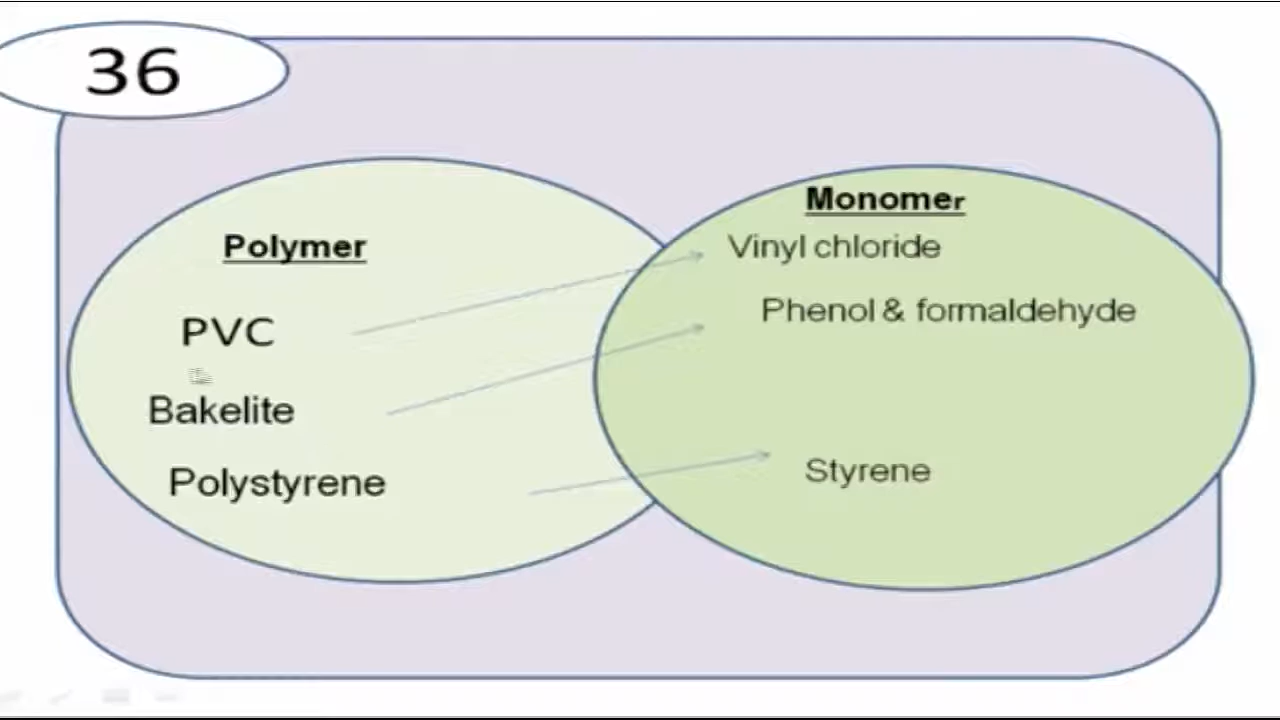 36
Polymer
PVC
Bakelite
Polystyrene
Monomer
Vinyl chloride
Phenol & formaldehyde
Styrene